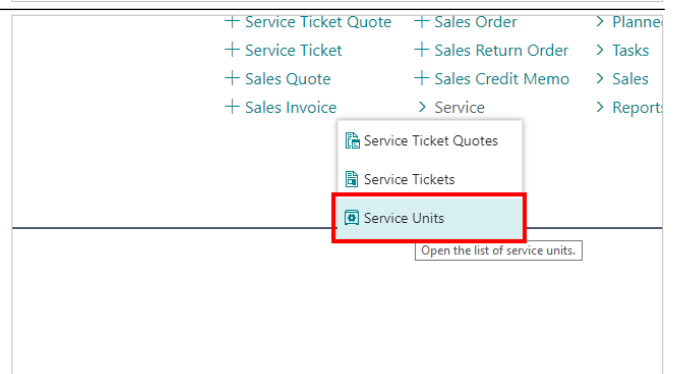 + Service Ticket Quote + Sales Order > Planne
+ Service Ticket + Sales Return Order > Tasks
+ Sales Quote + Sales Credit Memo > Sales
+ Sales Invoice > Service > Reports
Service Ticket Quotes
Service Tickets
Service Units
Open the list of service units.